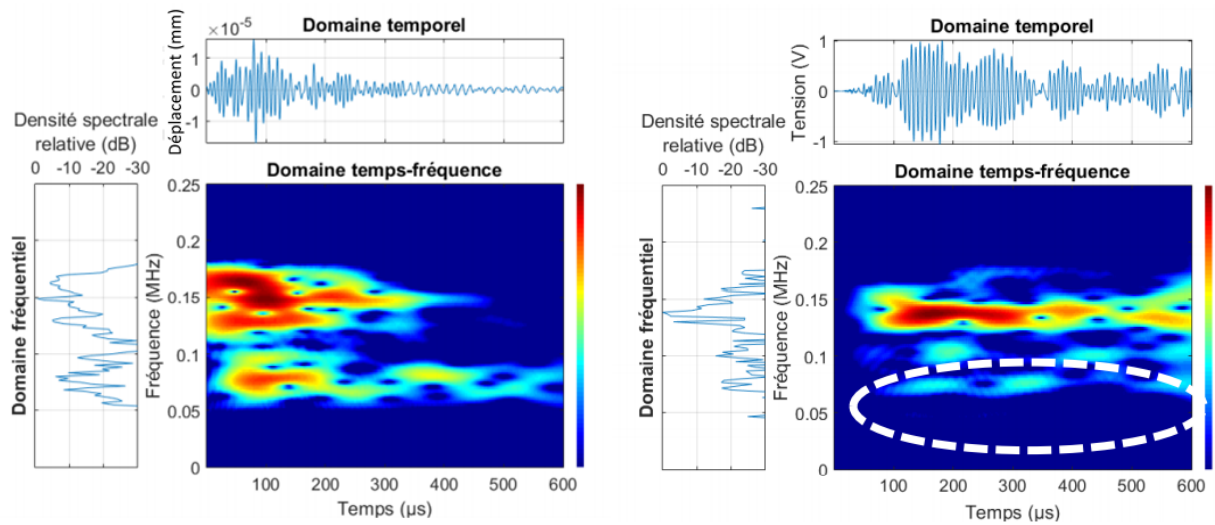 Domaine temporel
×10-5
Déplacement (mm)
1
0
-1
Densité spectrale
relative (dB)
0 -10 -20 -30
Domaine temps-fréquence
Domaine fréquentiel
Fréquence (MHz)
0.25
0.2
0.15
0.1
0.05
0
100 200 300 400 500 600
Temps (µs)
Domaine temporel
Tension (V)
1
0
-1
Densité spectrale
relative (dB)
0 -10 -20 -30
Domaine temps-fréquence
Domaine fréquentiel
Fréquence (MHz)
0.25
0.2
0.15
0.1
0.05
0
100 200 300 400 500 600
Temps (µs)